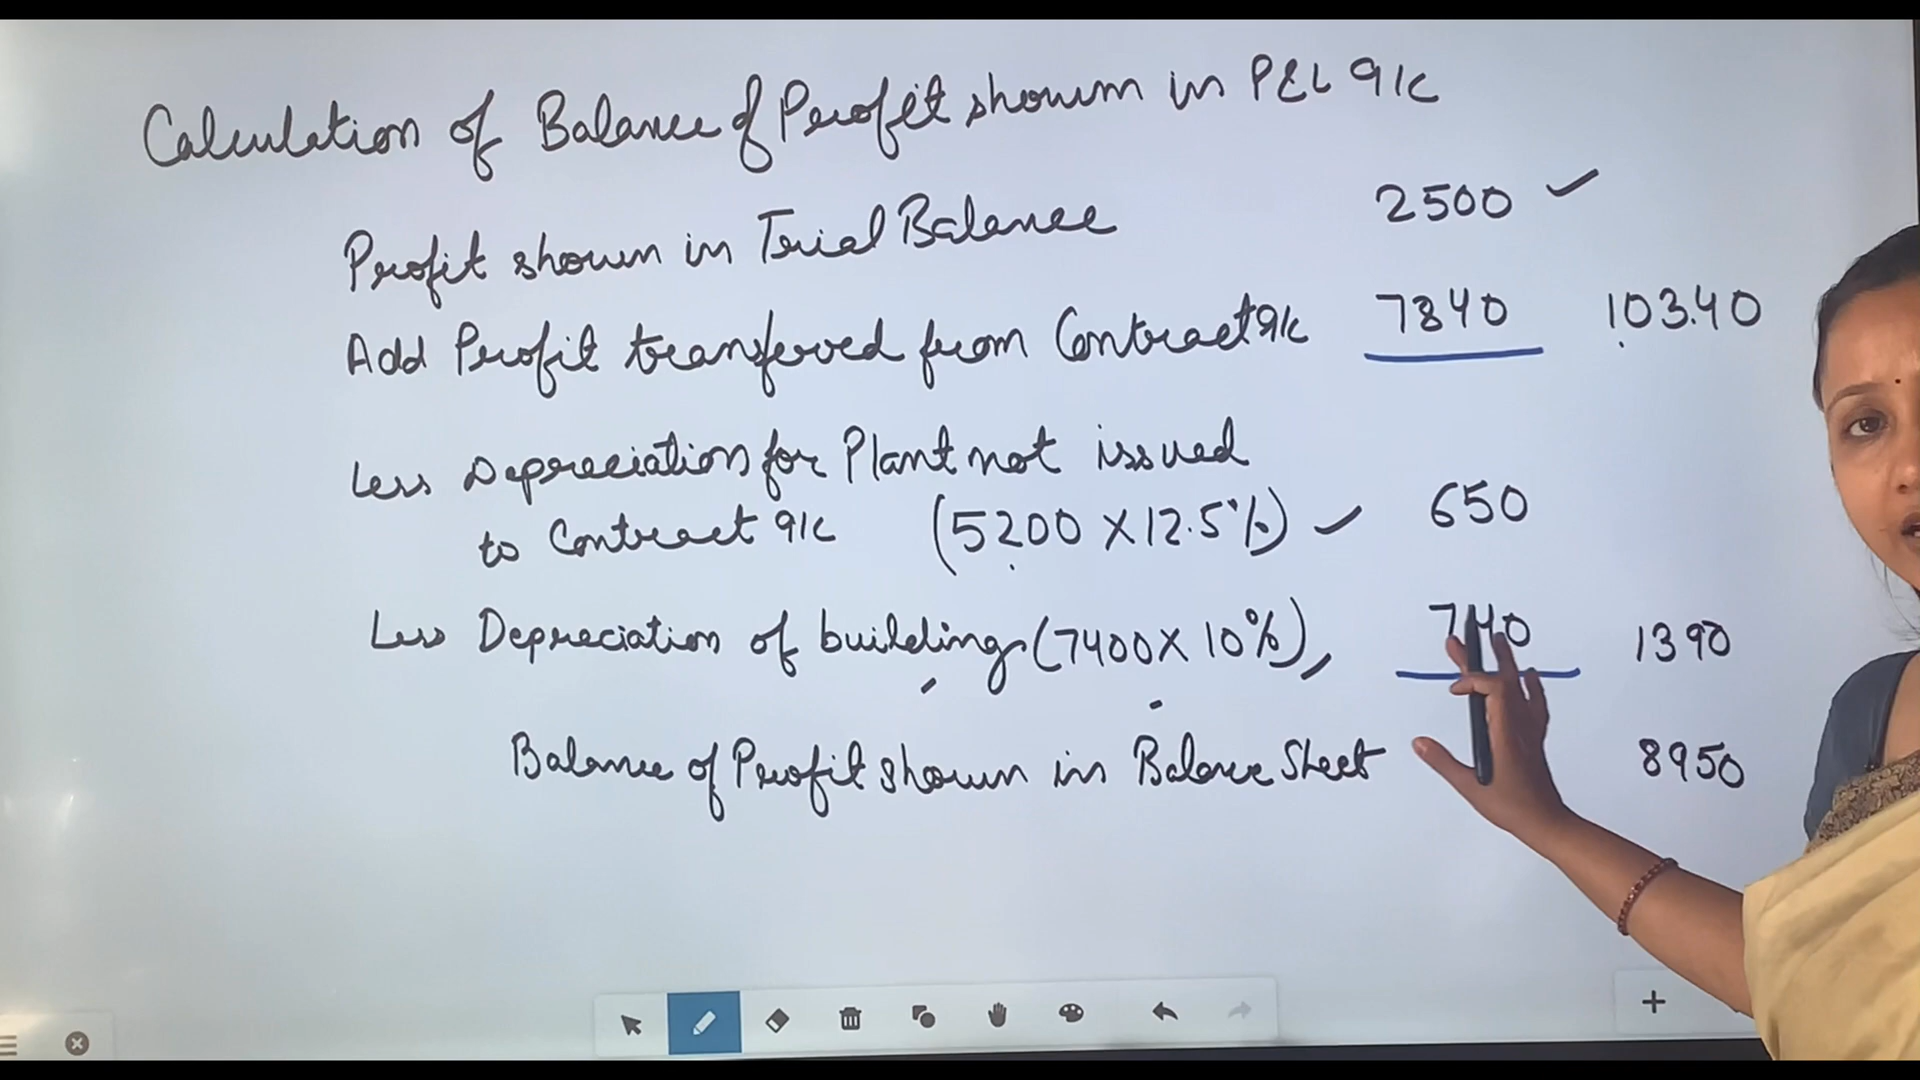 Calculation of Balance of Profit shown in P&L a/c
Profit shown in Trial Balance 2500
Add Profit transferred from Contract a/c 7840 10340
Less Depreciation for Plant not issued
to Contract a/c (5200 X 12.5%) 650
Less Depreciation of building (7400 X 10%) 740 1390
Balance of Profit shown in Balance Sheet 8950